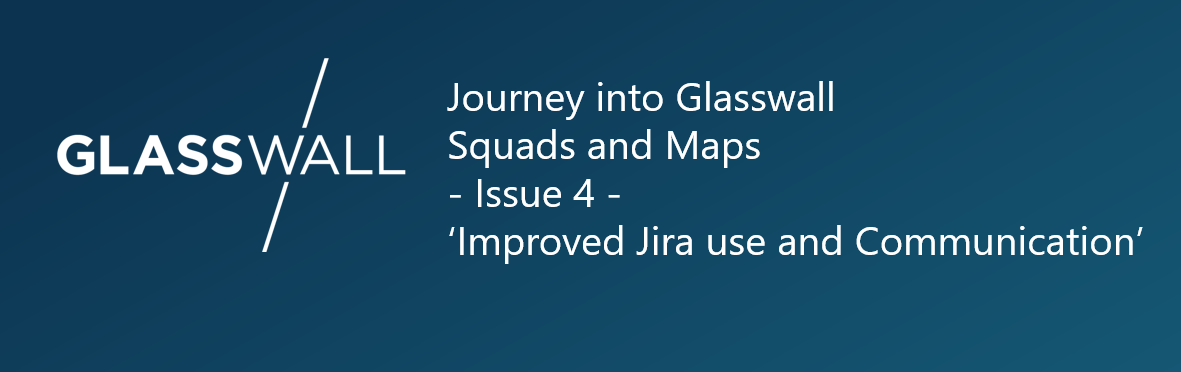 GLASSWALL
Journey into Glasswall
Squads and Maps
- Issue 4 -
‘Improved Jira use and Communication’